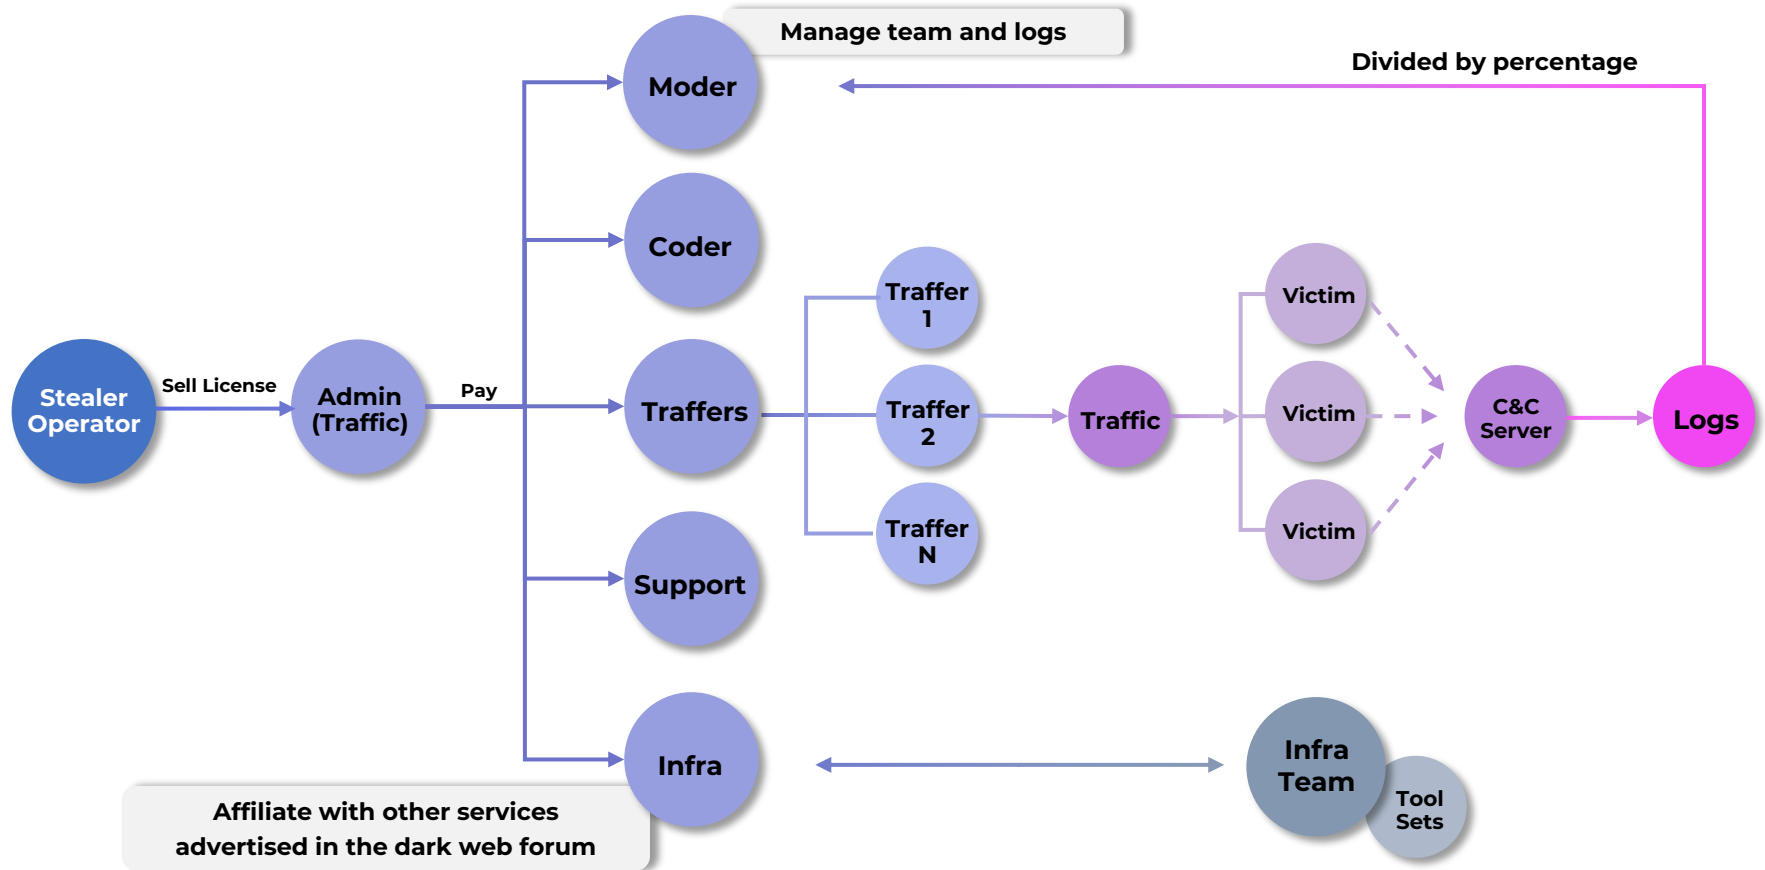 Manage team and logs
Divided by percentage
Moder
Coder
Traffer
1
Victim
Stealer
Operator
Sell License
Admin
(Traffic)
Pay
Traffers
Traffer
2
Traffic
Victim
C&C
Server
Logs
Traffer
N
Victim
Support
Infra
Infra
Team
Tool
Sets
Affiliate with other services
advertised in the dark web forum